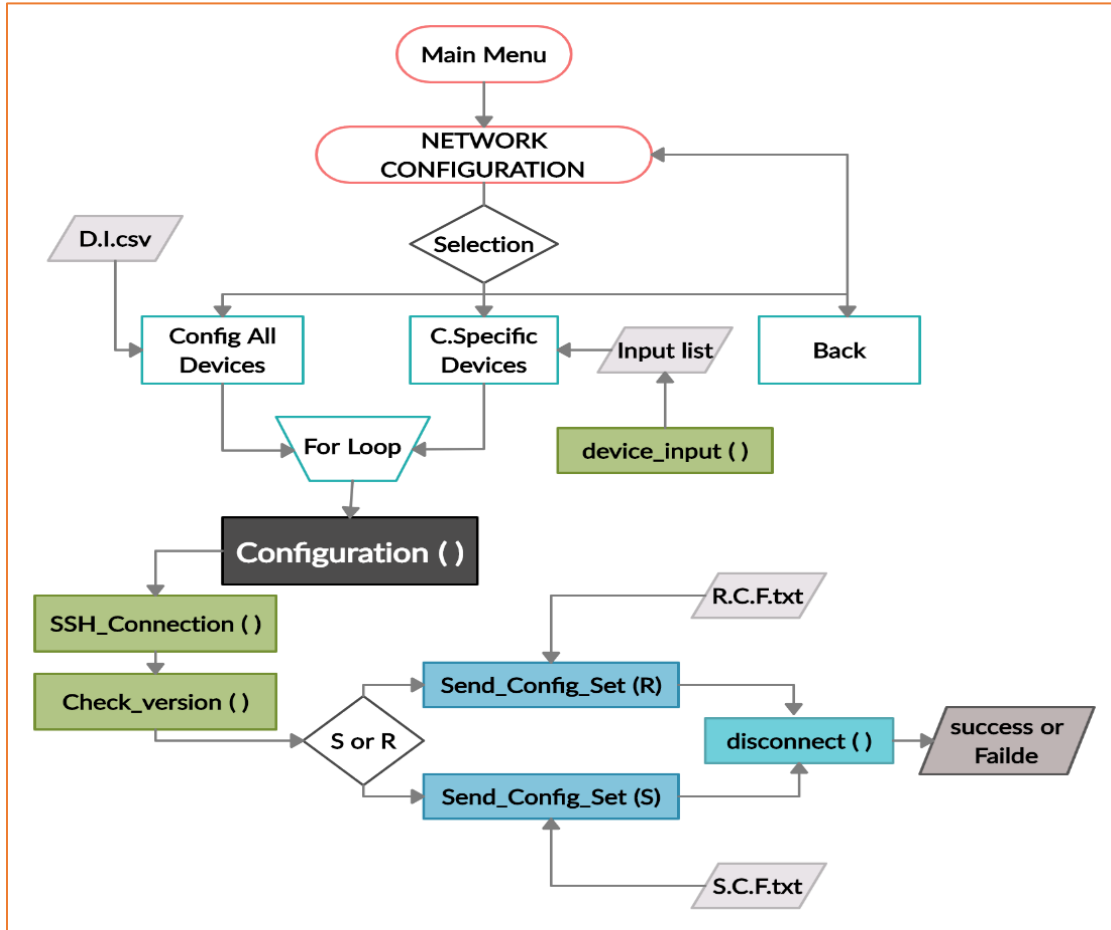 Main Menu
NETWORK
CONFIGURATION
D.I.csv
Selection
Config All
Devices
C.Specific
Devices
Input list
Back
For Loop
device_input ( )
Configuration ( )
SSH_Connection ( )
R.C.F.txt
Check_version ( )
Send_Config_Set (R)
S or R
disconnect ( )
success or
Failde
Send_Config_Set (S)
S.C.F.txt